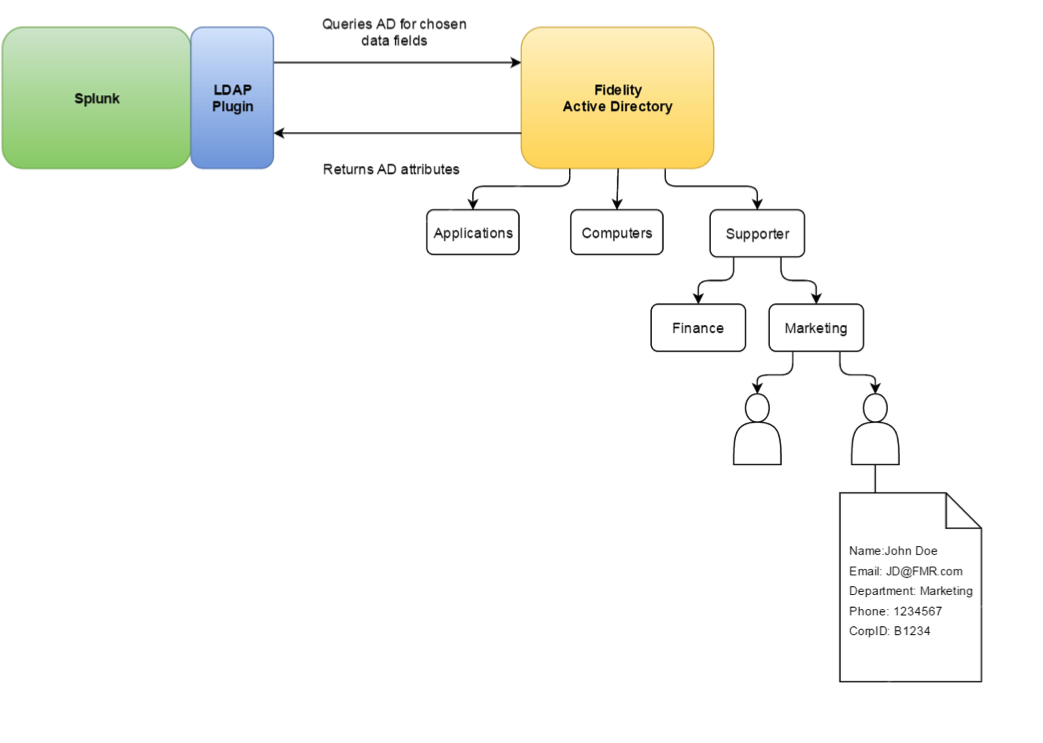 Queries AD for chosen
data fields
Splunk
LDAP
Plugin
Fidelity
Active Directory
Returns AD attributes
Applications
Computers
Supporter
Finance
Marketing
Name:John Doe
Email: JD@FMR.com
Department: Marketing
Phone: 1234567
CorpID: B1234